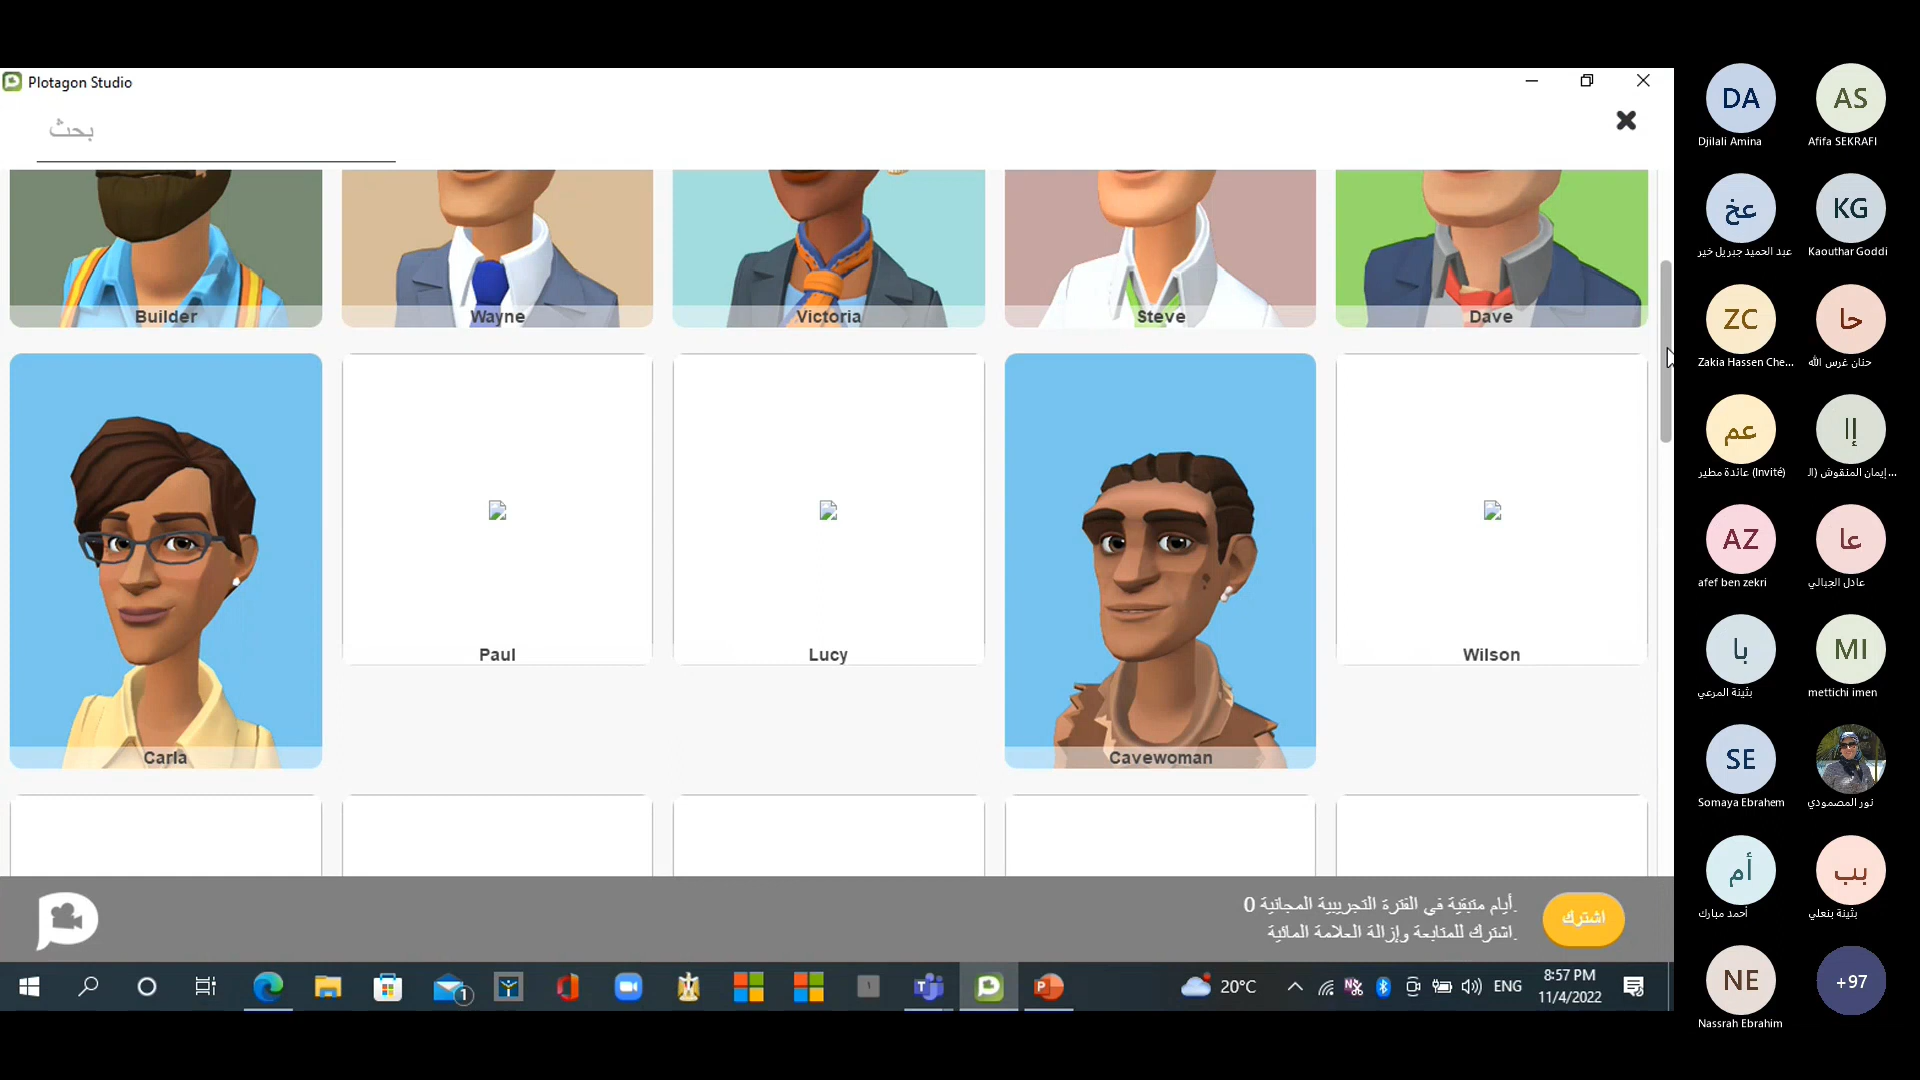 Plotagon Studio
بحث
Builder
Wayne
Victoria
Steve
Dave
Carla
Paul
Lucy
Cavewoman
Wilson
أيام متبقية في الفترة التجريبية المجانية 0.
اشترك للمتابعة وإزالة العلامة المائية.
اشترك
1
20°C
ENG
8:57 PM
11/4/2022
DA
AS
Djilali Amina
Afifa SEKRAFI
عخ
KG
عبد الحميد جبريل خير
Kaouthar Goddi
ZC
حا
Zakia Hassen Che...
حنان غرس الله
عم
إا
عائدة مطير (Invité)
إيمان المنقوش (ال...
AZ
عا
afef ben zekri
عادل الجبالي
با
MI
بثينة المرعي
mettichi imen
SE
Somaya Ebrahem
نور المصمودي
أم
بب
أحمد مبارك
بثينة بنعلي
NE
+97
Nassrah Ebrahim